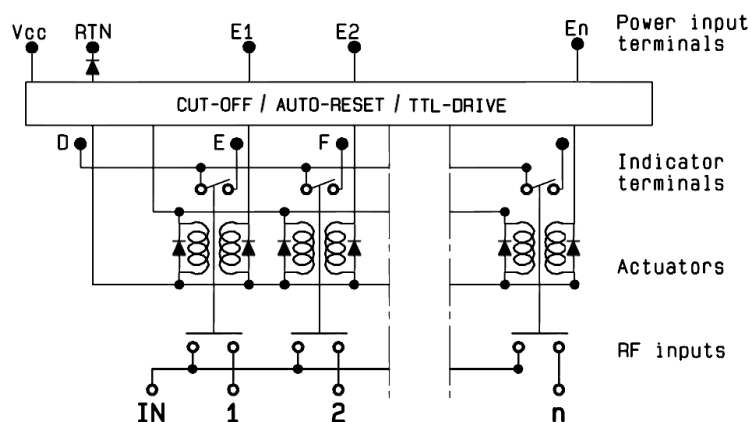 Vcc RTN E1 E2 En Power input
terminals
CUT-OFF / AUTO-RESET / TTL-DRIVE
D E F Indicator
terminals
Actuators
RF inputs
IN 1 2 n